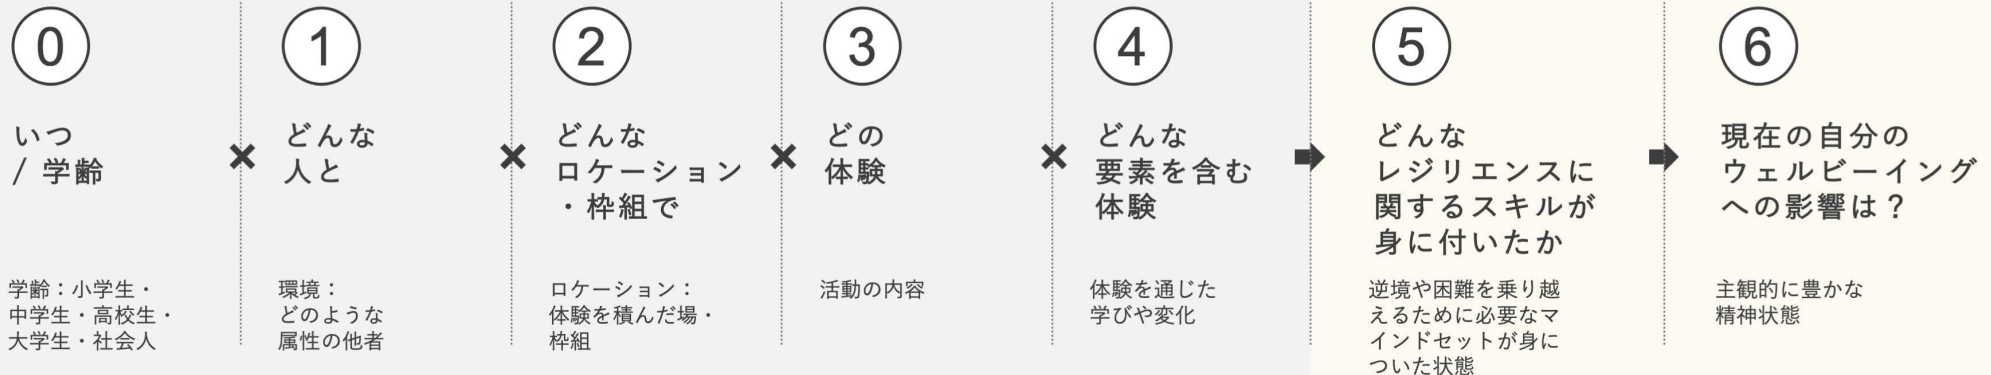 0
いつ
/ 学齢
学齢：小学生・
中学生・高校生・
大学生・社会人
×
1
どんな
人と
環境：
どのような
属性の他者
×
2
どんな
ロケーション
・枠組で
ロケーション：
体験を積んだ場・
枠組
×
3
どの
体験
活動の内容
×
4
どんな
要素を含む
体験
体験を通じた
学びや変化
5
どんな
レジリエンスに
関するスキルが
身に付いたか
逆境や困難を乗り越
えるために必要なマ
インドセットが身に
ついた状態
6
現在の自分の
ウェルビーイング
への影響は？
主観的に豊かな
精神状態